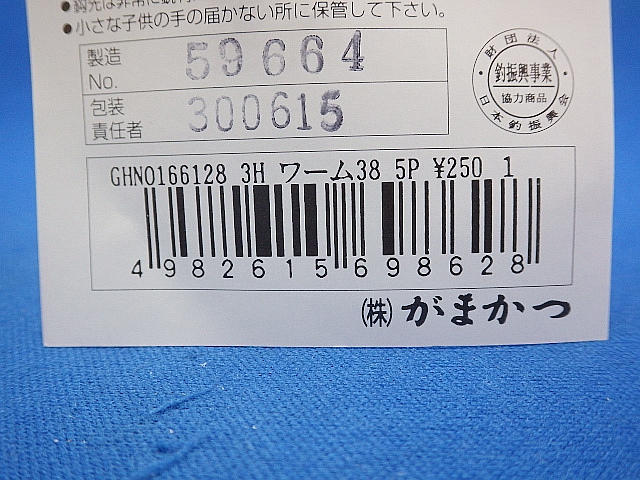 ●小さな子供の手の届かない所に保管して下さい。
製造
No.
59664
包装
責任者
300615
財団法人
釣振興事業
協力商品
日本釣振興会
GHN0166128 3H ワーム38 5P ¥250 1
4982615698628
(株)がまかつ